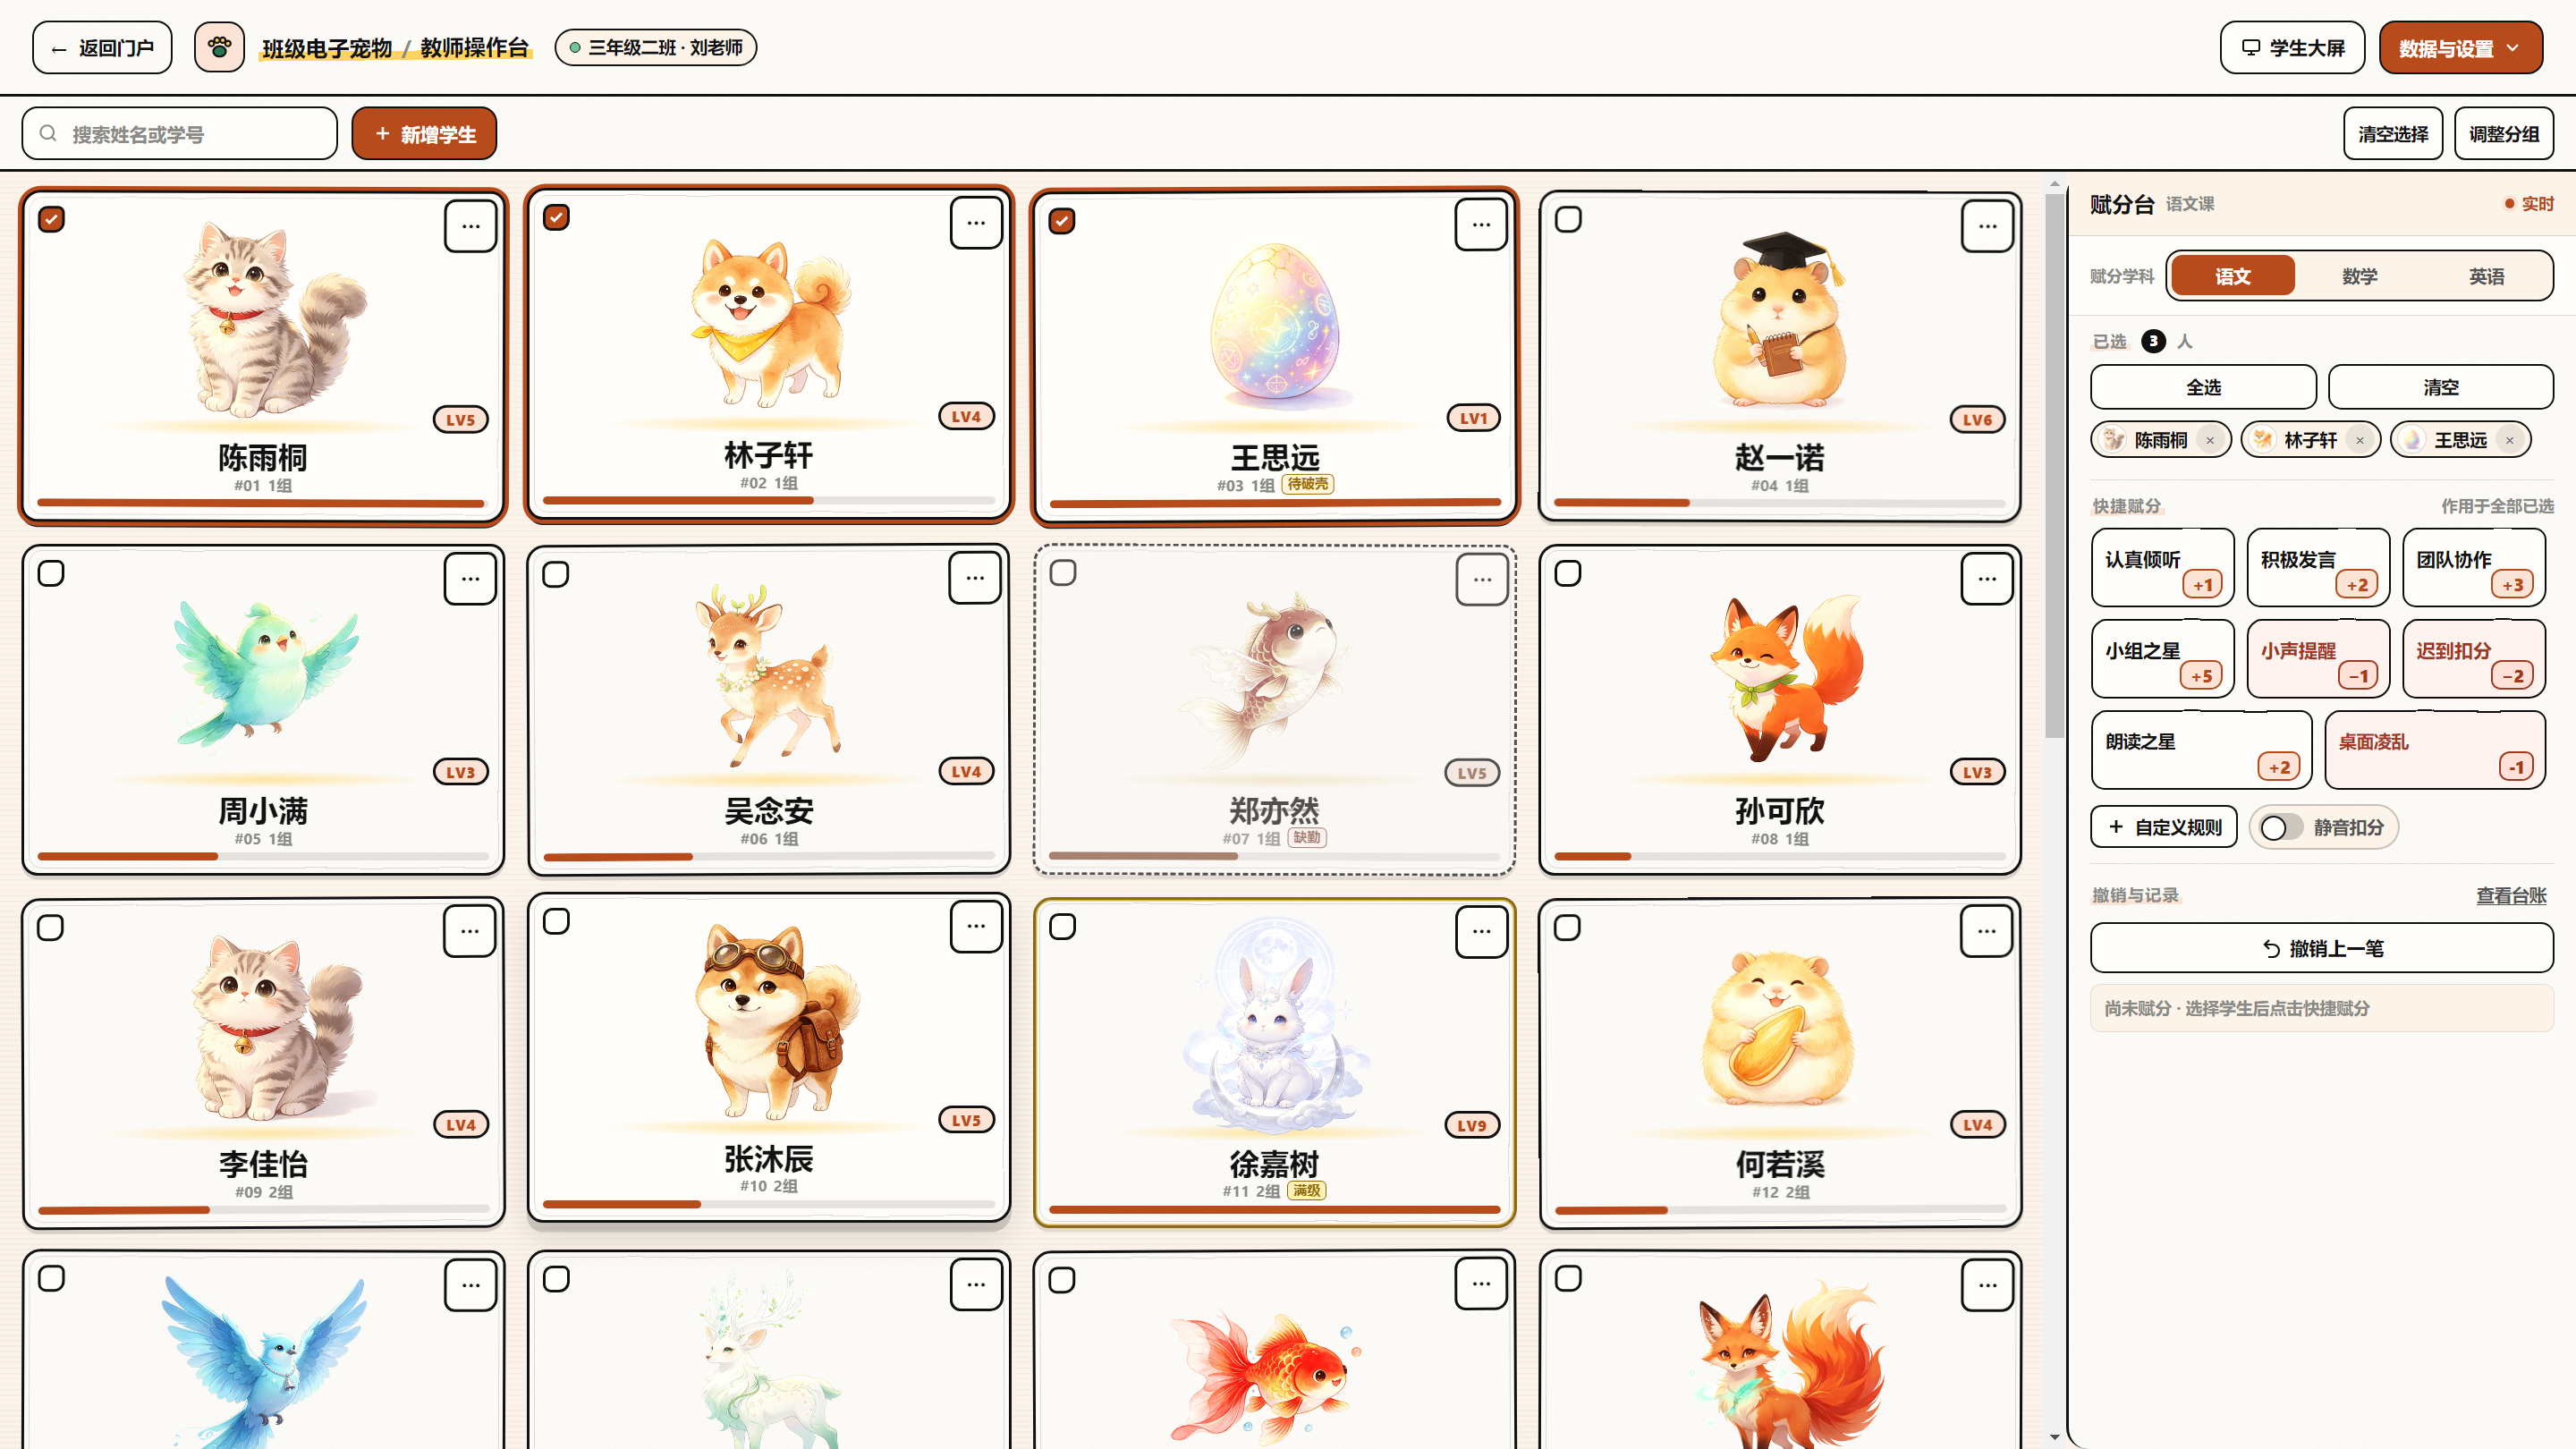 ← 返回门户
班级电子宠物 / 教师操作台
三年级二班 · 刘老师
学生大屏
数据与设置
搜索姓名或学号
+ 新增学生
清空选择
调整分组
LV5
陈雨桐
#01 1组
LV4
林子轩
#02 1组
LV1
王思远
#03 1组 待破壳
LV6
赵一诺
#04 1组
LV3
周小满
#05 1组
LV4
吴念安
#06 1组
LV5
郑亦然
#07 1组 缺勤
LV3
孙可欣
#08 1组
LV4
李佳怡
#09 2组
LV5
张沐辰
#10 2组
LV9
徐嘉树
#11 2组 满级
LV4
何若溪
#12 2组
赋分台 语文课
实时
赋分学科
语文
数学
英语
已选 3 人
全选
清空
陈雨桐 ×
林子轩 ×
王思远 ×
快捷赋分
作用于全部已选
认真倾听
+1
积极发言
+2
团队协作
+3
小组之星
+5
小声提醒
−1
迟到扣分
−2
朗读之星
+2
桌面凌乱
-1
+ 自定义规则
静音扣分
撤销与记录
查看台账
撤销上一笔
尚未赋分 · 选择学生后点击快捷赋分